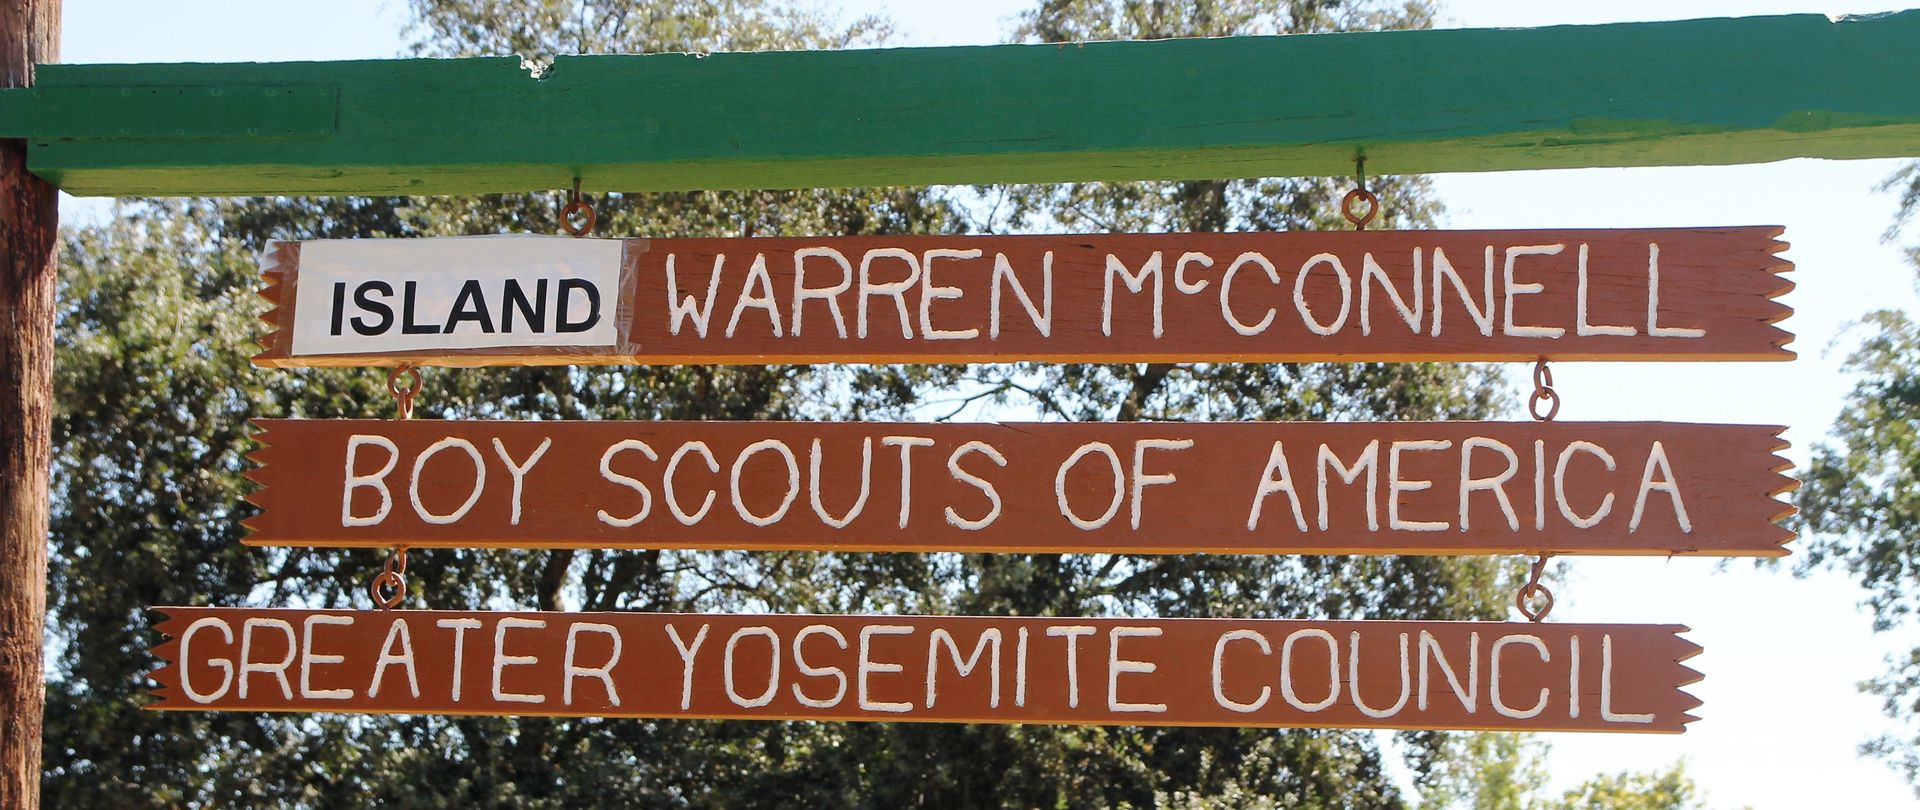 ISLAND WARREN McCONNELL
BOY SCOUTS OF AMERICA
GREATER YOSEMITE COUNCIL